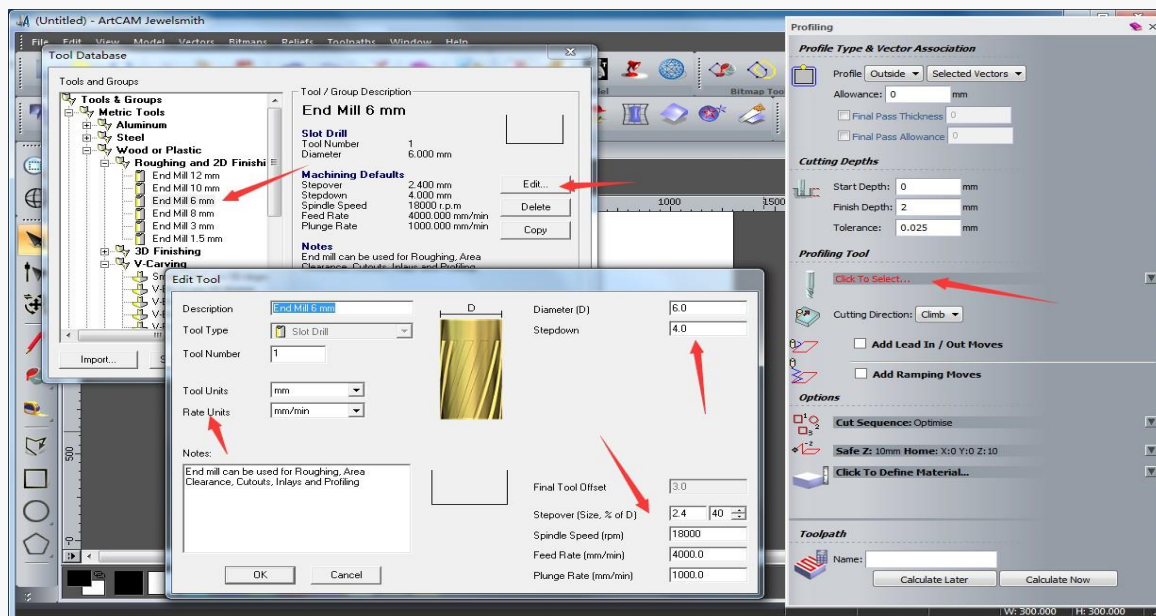 (Untitled) - ArtCAM Jewelsmith
File Edit View Model Vectors Bitmaps Reliefs Toolpaths Window Help
Bitmap Too
1000
1500
500
Tool Database
Tools and Groups
Tools & Groups
Metric Tools
Aluminum
Steel
Wood or Plastic
Roughing and 2D Finishi
End Mill 12 mm
End Mill 10 mm
End Mill 6 mm
End Mill 8 mm
End Mill 3 mm
End Mill 1.5 mm
3D Finishing
V-Carving
Import...
Tool / Group Description
End Mill 6 mm
Slot Drill
Tool Number 1
Diameter 6.000 mm
Machining Defaults
Stepover 2.400 mm
Stepdown 4.000 mm
Spindle Speed 18000 r.p.m
Feed Rate 4000.000 mm/min
Plunge Rate 1000.000 mm/min
Notes
End mill can be used for Roughing, Area
Clearance, Cutouts, Inlays and Profiling
Edit...
Delete
Copy
Edit Tool
Description End Mill 6 mm
Tool Type Slot Drill
Tool Number 1
Tool Units mm
Rate Units mm/min
Notes:
End mill can be used for Roughing, Area
Clearance, Cutouts, Inlays and Profiling
OK Cancel
D
Diameter (D) 6.0
Stepdown 4.0
Final Tool Offset 3.0
Stepover (Size, % of D) 2.4 40
Spindle Speed (rpm) 18000
Feed Rate (mm/min) 4000.0
Plunge Rate (mm/min) 1000.0
Profiling
Profile Type & Vector Association
Profile Outside Selected Vectors
Allowance: 0 mm
Final Pass Thickness 0
Final Pass Allowance 0
Cutting Depths
Start Depth: 0 mm
Finish Depth: 2 mm
Tolerance: 0.025 mm
Profiling Tool
Click To Select...
Cutting Direction: Climb
Add Lead In / Out Moves
Add Ramping Moves
Options
Cut Sequence: Optimise
Safe Z: 10mm Home: X:0 Y:0 Z:10
Click To Define Material...
Toolpath
Name:
Calculate Later Calculate Now
W: 300.000 H: 300.000